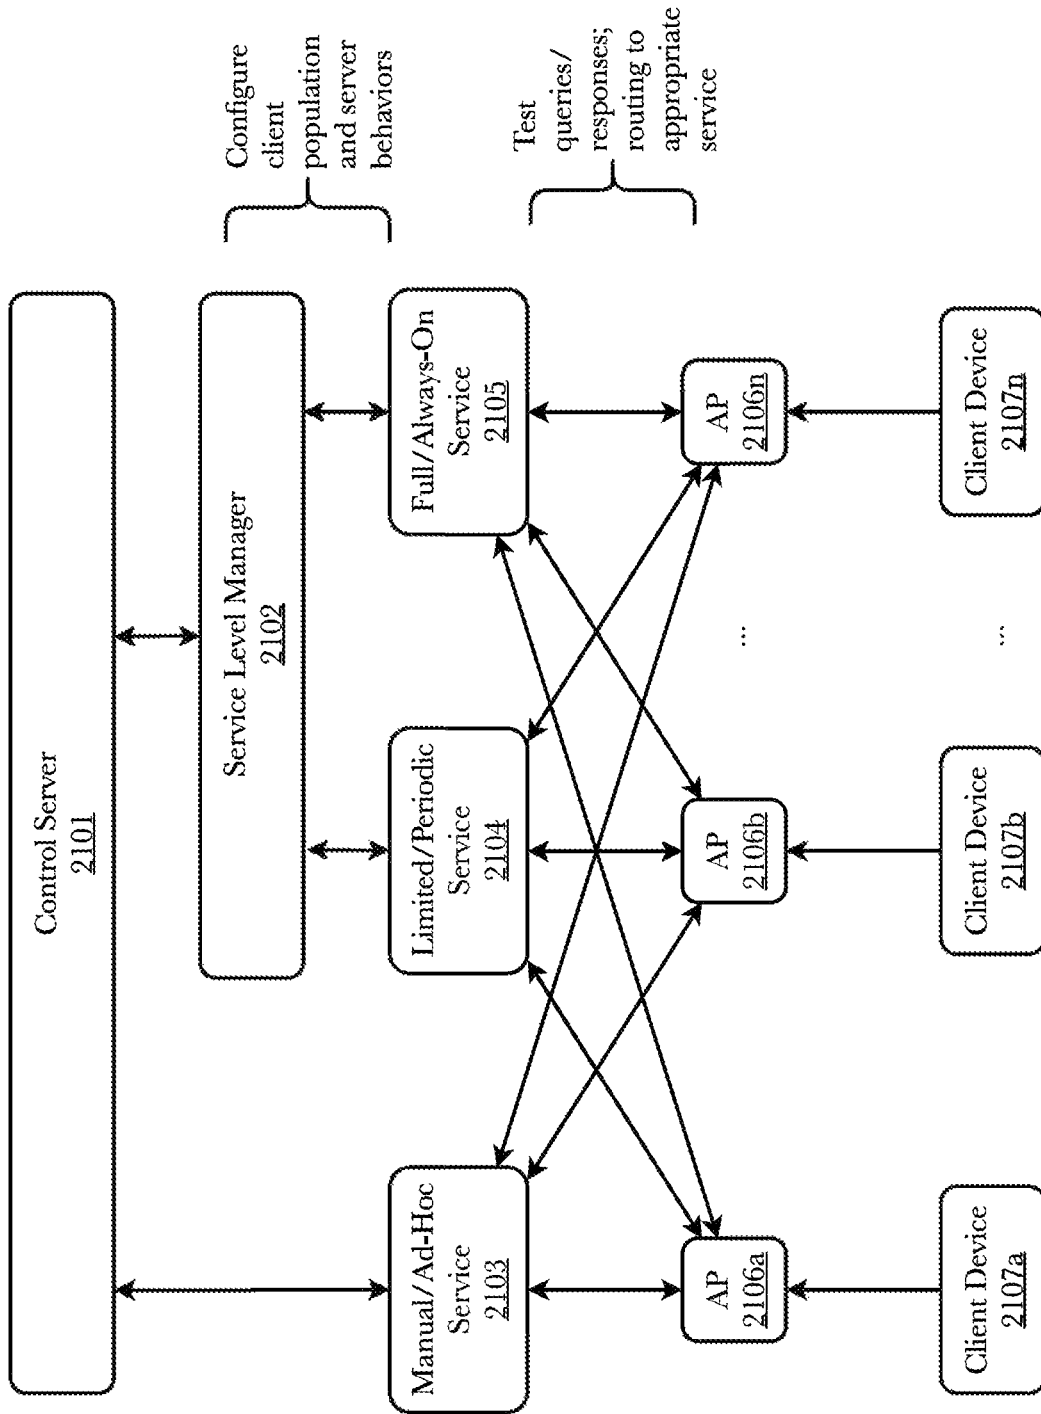 Control Server
2101
Service Level Manager
2102
Configure
client
population
and server
behaviors
Manual/Ad-Hoc
Service
2103
Limited/Periodic
Service
2104
Full/Always-On
Service
2105
Test
queries/
responses;
routing to
appropriate
service
AP
2106a
AP
2106b
...
AP
2106n
Client Device
2107a
Client Device
2107b
...
Client Device
2107n